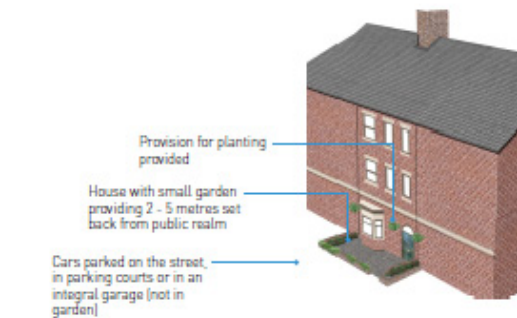 Provision for planting
provided
House with small garden
providing 2 - 5 metres set
back from public realm
Cars parked on the street,
in parking courts or in an
integral garage (not in
garden)